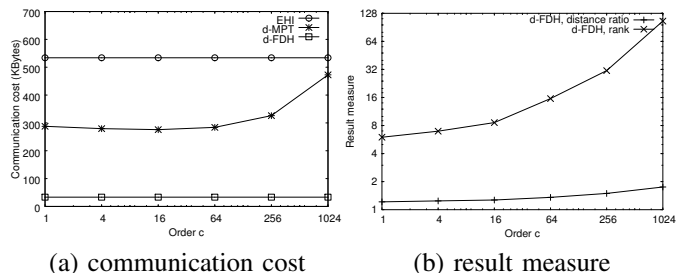 700
600
500
400
300
200
100
0
Communication cost (KBytes)
EHI
d-MPT
d-FDH
1 4 16 64 256 1024
Order c
(a) communication cost
128
64
32
16
8
4
2
1
Result measure
d-FDH, distance ratio
d-FDH, rank
1 4 16 64 256 1024
Order c
(b) result measure